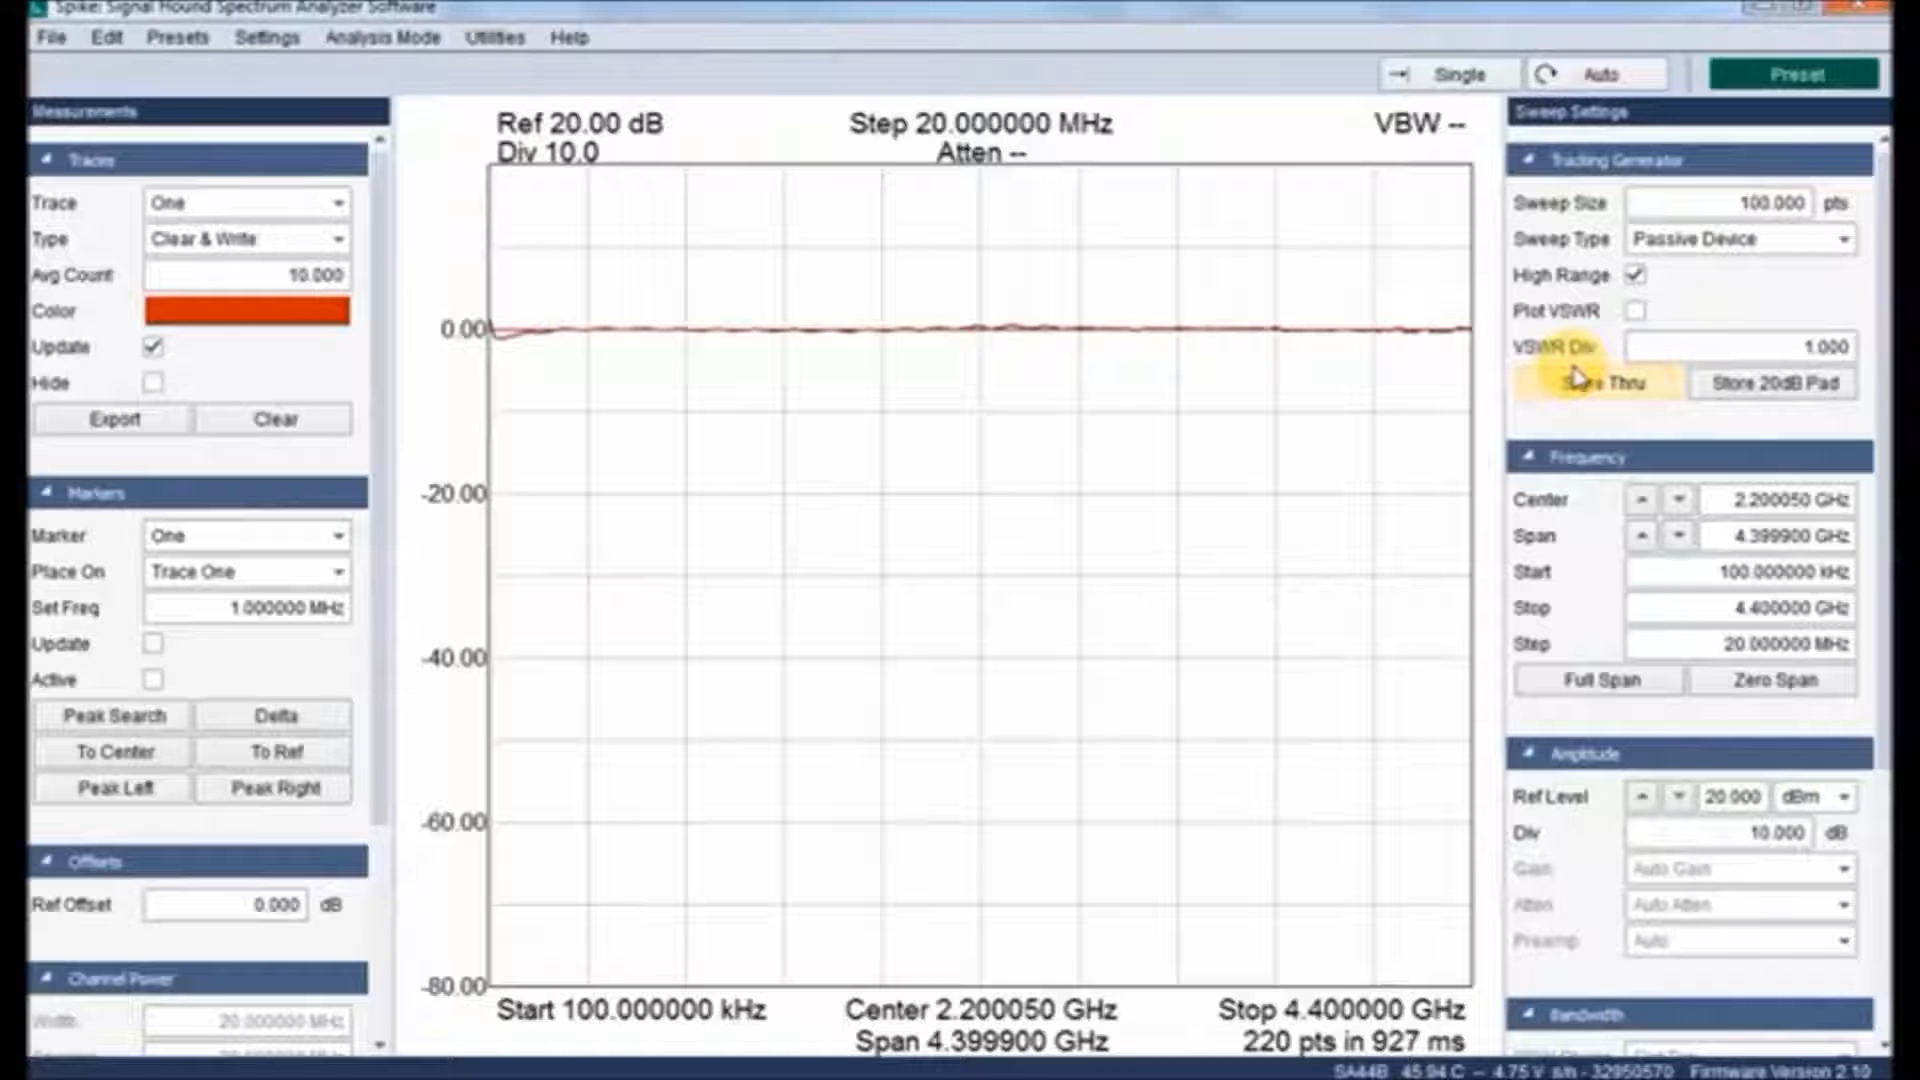 Spike: Signal Hound Spectrum Analyzer Software
File Edit Presets Settings Analysis Mode Utilities Help
Single Auto Preset
Measurements
Traces
Trace One
Type Clear & Write
Avg Count 10.000
Color
Update
Hide
Export Clear
Markers
Marker One
Place On Trace One
Set Freq 1.000000 MHz
Update
Active
Peak Search Delta
To Center To Ref
Peak Left Peak Right
Offsets
Ref Offset 0.000 dB
Channel Power
Width 20.000000 MHz
Ref 20.00 dB Step 20.000000 MHz VBW --
Div 10.0 Atten --
0.00
-20.00
-40.00
-60.00
-80.00
Start 100.000000 kHz Center 2.200050 GHz Stop 4.400000 GHz
Span 4.399900 GHz 220 pts in 927 ms
Sweep Settings
Tracking Generator
Sweep Size 100.000 pts
Sweep Type Passive Device
High Range
Plot VSWR
VSWR Div 1.000
Store Thru Store 20dB Pad
Frequency
Center 2.200050 GHz
Span 4.399900 GHz
Start 100.000000 kHz
Stop 4.400000 GHz
Step 20.000000 MHz
Full Span Zero Span
Amplitude
Ref Level 20.000 dBm
Div 10.000 dB
Gain Auto Gain
Atten Auto Atten
Preamp Auto
Bandwidth
SA44B 45.94 C -- 4.75 V s/n - 32950570 Firmware Version 2.10